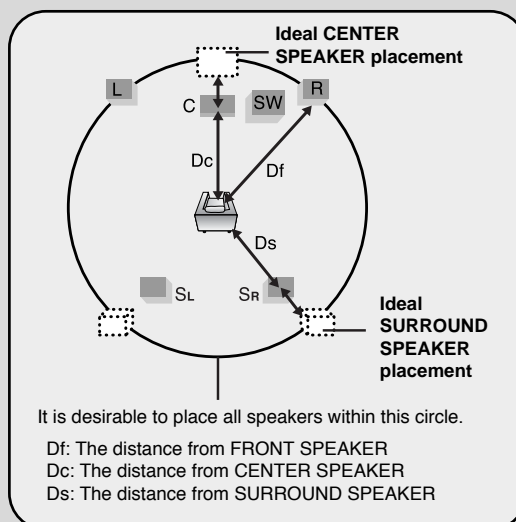 Ideal CENTER
SPEAKER placement
L
R
C
SW
Dc
Df
Ds
SL
SR
Ideal
SURROUND
SPEAKER
placement
It is desirable to place all speakers within this circle.
Df: The distance from FRONT SPEAKER
Dc: The distance from CENTER SPEAKER
Ds: The distance from SURROUND SPEAKER